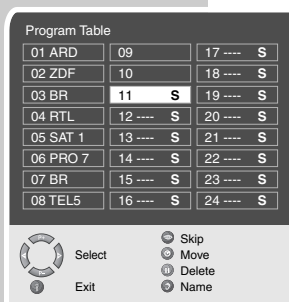 Program Table
01 ARD 09 17 ---- S
02 ZDF 10 18 ---- S
03 BR 11 S 19 ---- S
04 RTL 12 ---- S 20 ---- S
05 SAT 1 13 ---- S 21 ---- S
06 PRO 7 14 ---- S 22 ---- S
07 BR 15 ---- S 23 ---- S
08 TEL5 16 ---- S 24 ---- S
Select
Exit
Skip
Move
Delete
Name